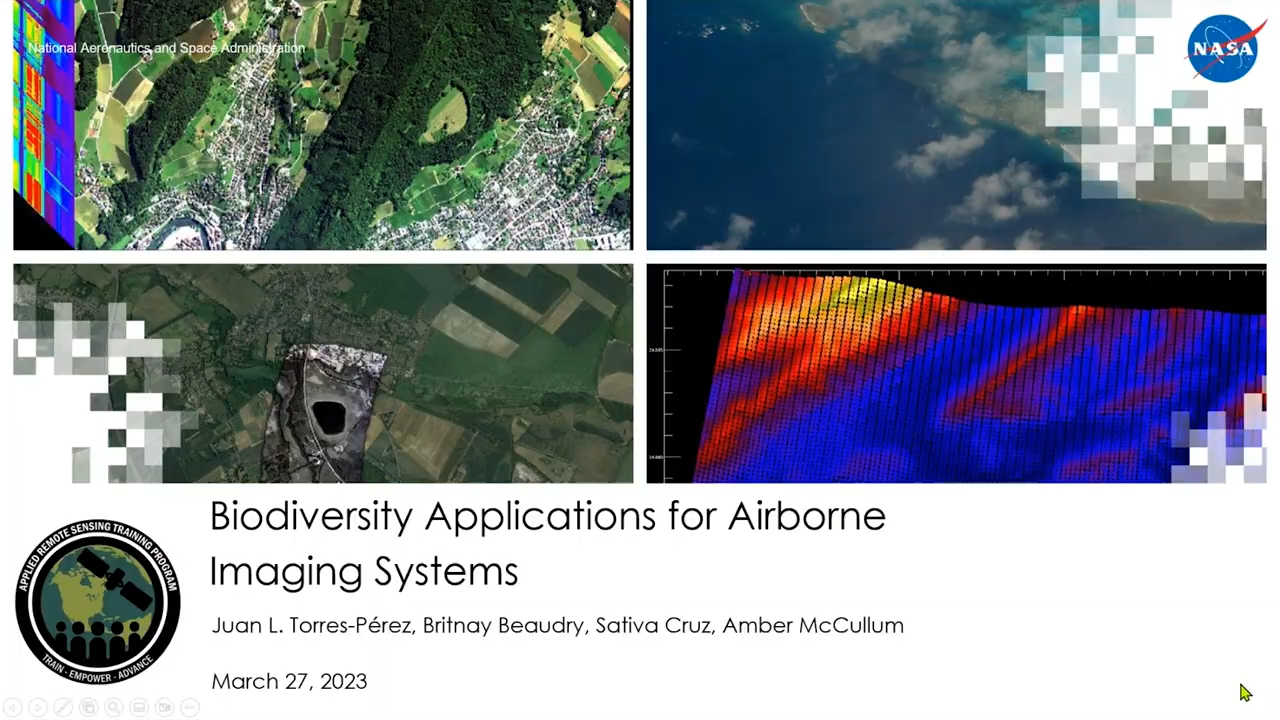 National Aeronautics and Space Administration
NASA
Biodiversity Applications for Airborne
Imaging Systems
Juan L. Torres-Pérez, Britnay Beaudry, Sativa Cruz, Amber McCullum
March 27, 2023
APPLIED REMOTE SENSING TRAINING PROGRAM
TRAIN - EMPOWER - ADVANCE